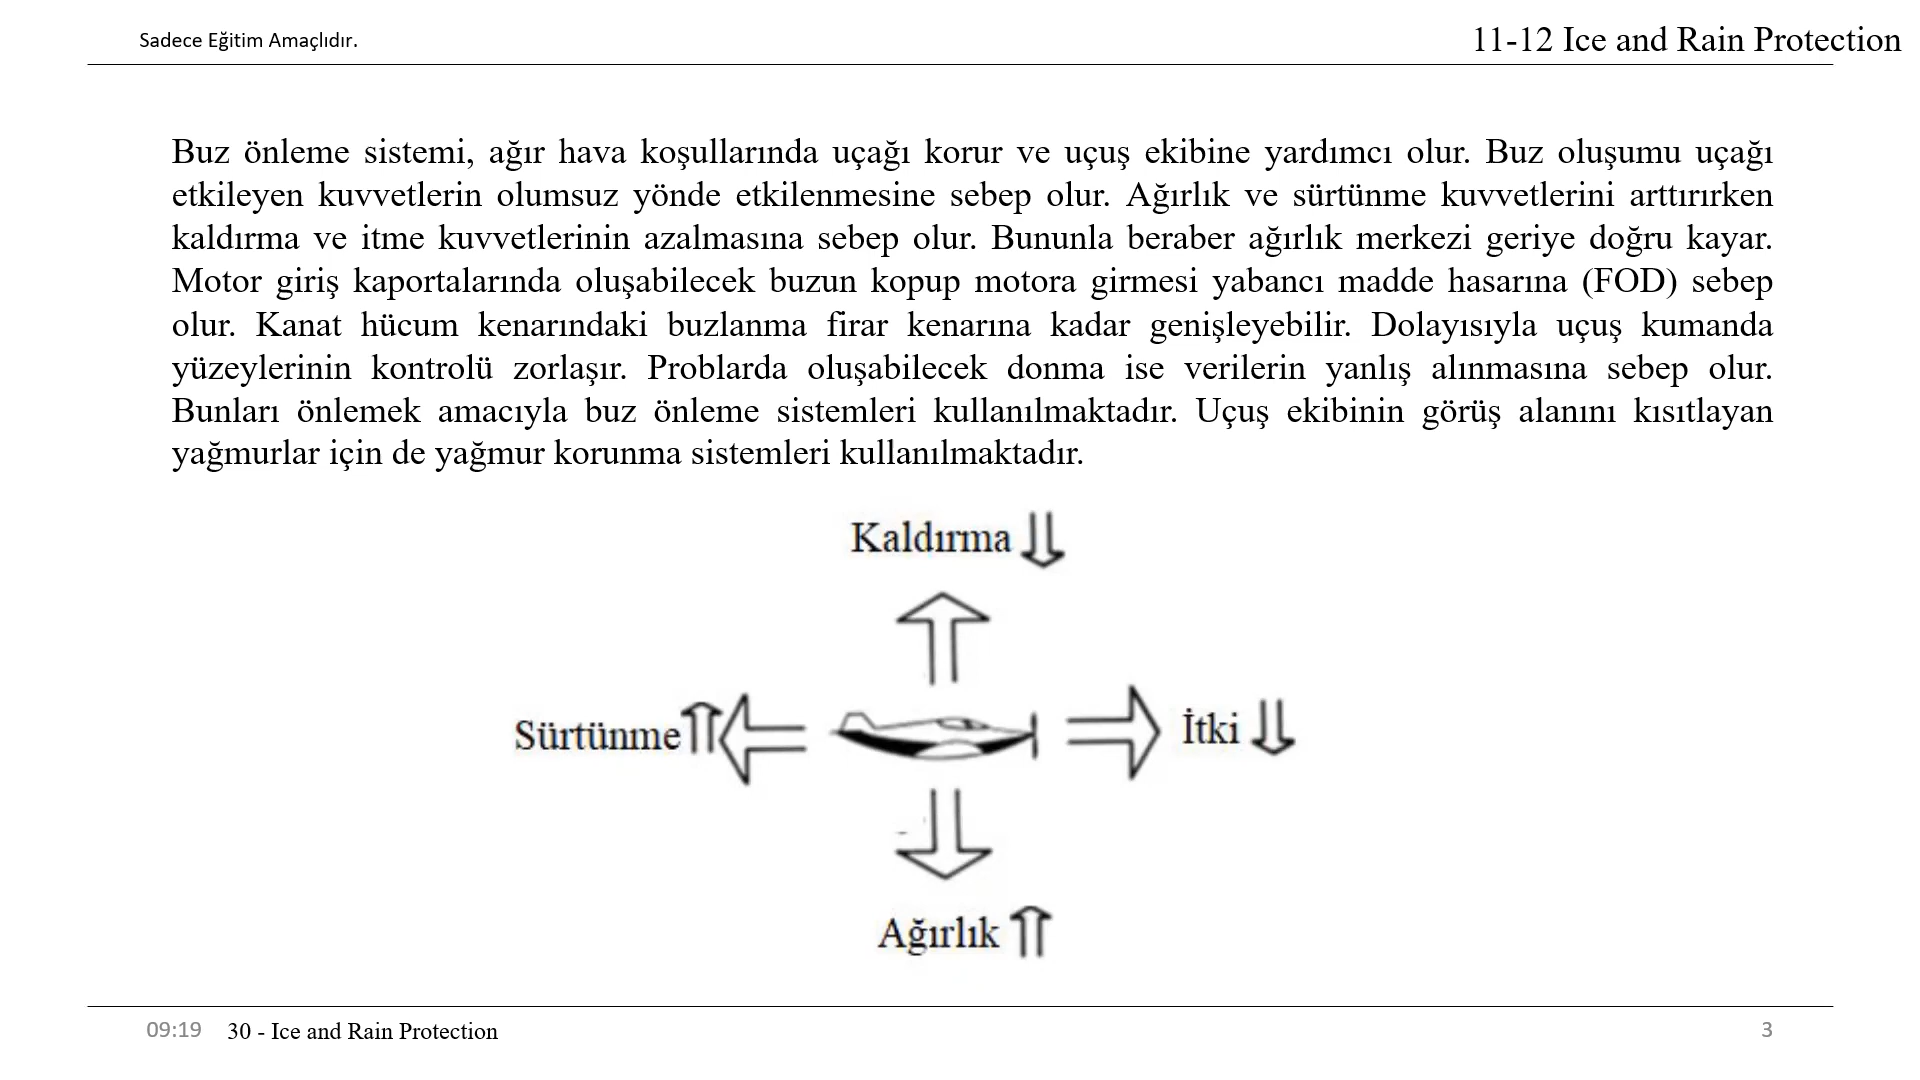 Sadece Eğitim Amaçlıdır.
11-12 Ice and Rain Protection
Buz önleme sistemi, ağır hava koşullarında uçağı korur ve uçuş ekibine yardımcı olur. Buz oluşumu uçağı
etkileyen kuvvetlerin olumsuz yönde etkilenmesine sebep olur. Ağırlık ve sürtünme kuvvetlerini arttırırken
kaldırma ve itme kuvvetlerinin azalmasına sebep olur. Bununla beraber ağırlık merkezi geriye doğru kayar.
Motor giriş kaportalarında oluşabilecek buzun kopup motora girmesi yabancı madde hasarına (FOD) sebep
olur. Kanat hücum kenarındaki buzlanma firar kenarına kadar genişleyebilir. Dolayısıyla uçuş kumanda
yüzeylerinin kontrolü zorlaşır. Problarda oluşabilecek donma ise verilerin yanlış alınmasına sebep olur.
Bunları önlemek amacıyla buz önleme sistemleri kullanılmaktadır. Uçuş ekibinin görüş alanını kısıtlayan
yağmurlar için de yağmur korunma sistemleri kullanılmaktadır.
Kaldırma
Sürtünme
İtki
Ağırlık
09:19
30 - Ice and Rain Protection
3